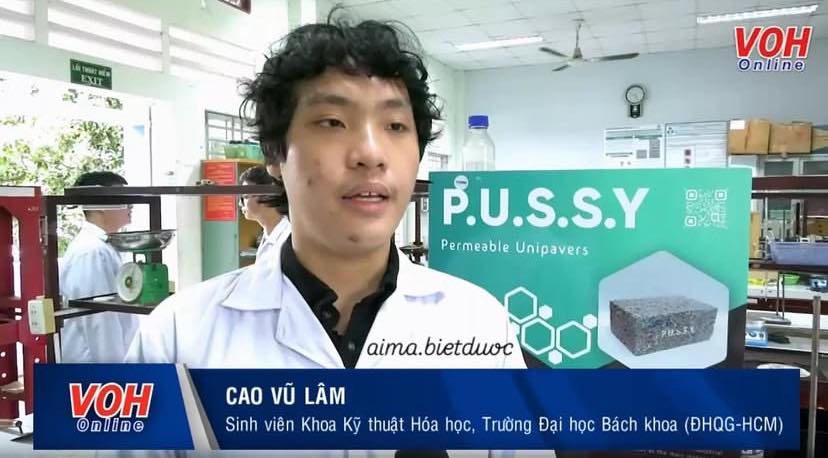 VOH
Online
LỐI THOÁT HIỂM
EXIT
P.U.S.S.Y
Permeable Unipavers
P.U.S.S.Y
aima.bietduoc
VOH
Online
CAO VŨ LÂM
Sinh viên Khoa Kỹ thuật Hóa học, Trường Đại học Bách khoa (ĐHQG-HCM)